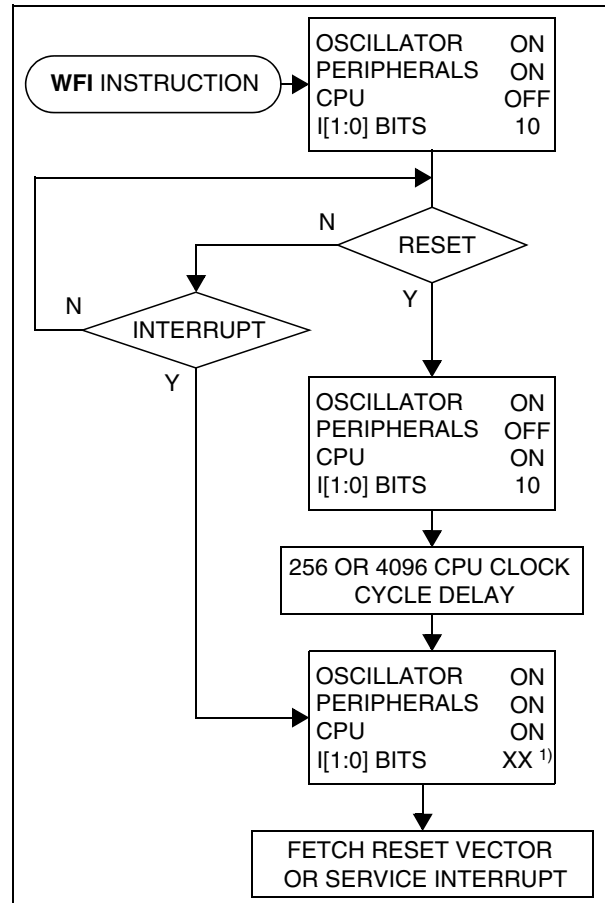 WFI INSTRUCTION
OSCILLATOR ON
PERIPHERALS ON
CPU OFF
I[1:0] BITS 10
RESET
N
Y
INTERRUPT
N
Y
OSCILLATOR ON
PERIPHERALS OFF
CPU ON
I[1:0] BITS 10
256 OR 4096 CPU CLOCK
CYCLE DELAY
OSCILLATOR ON
PERIPHERALS ON
CPU ON
I[1:0] BITS XX 1)
FETCH RESET VECTOR
OR SERVICE INTERRUPT